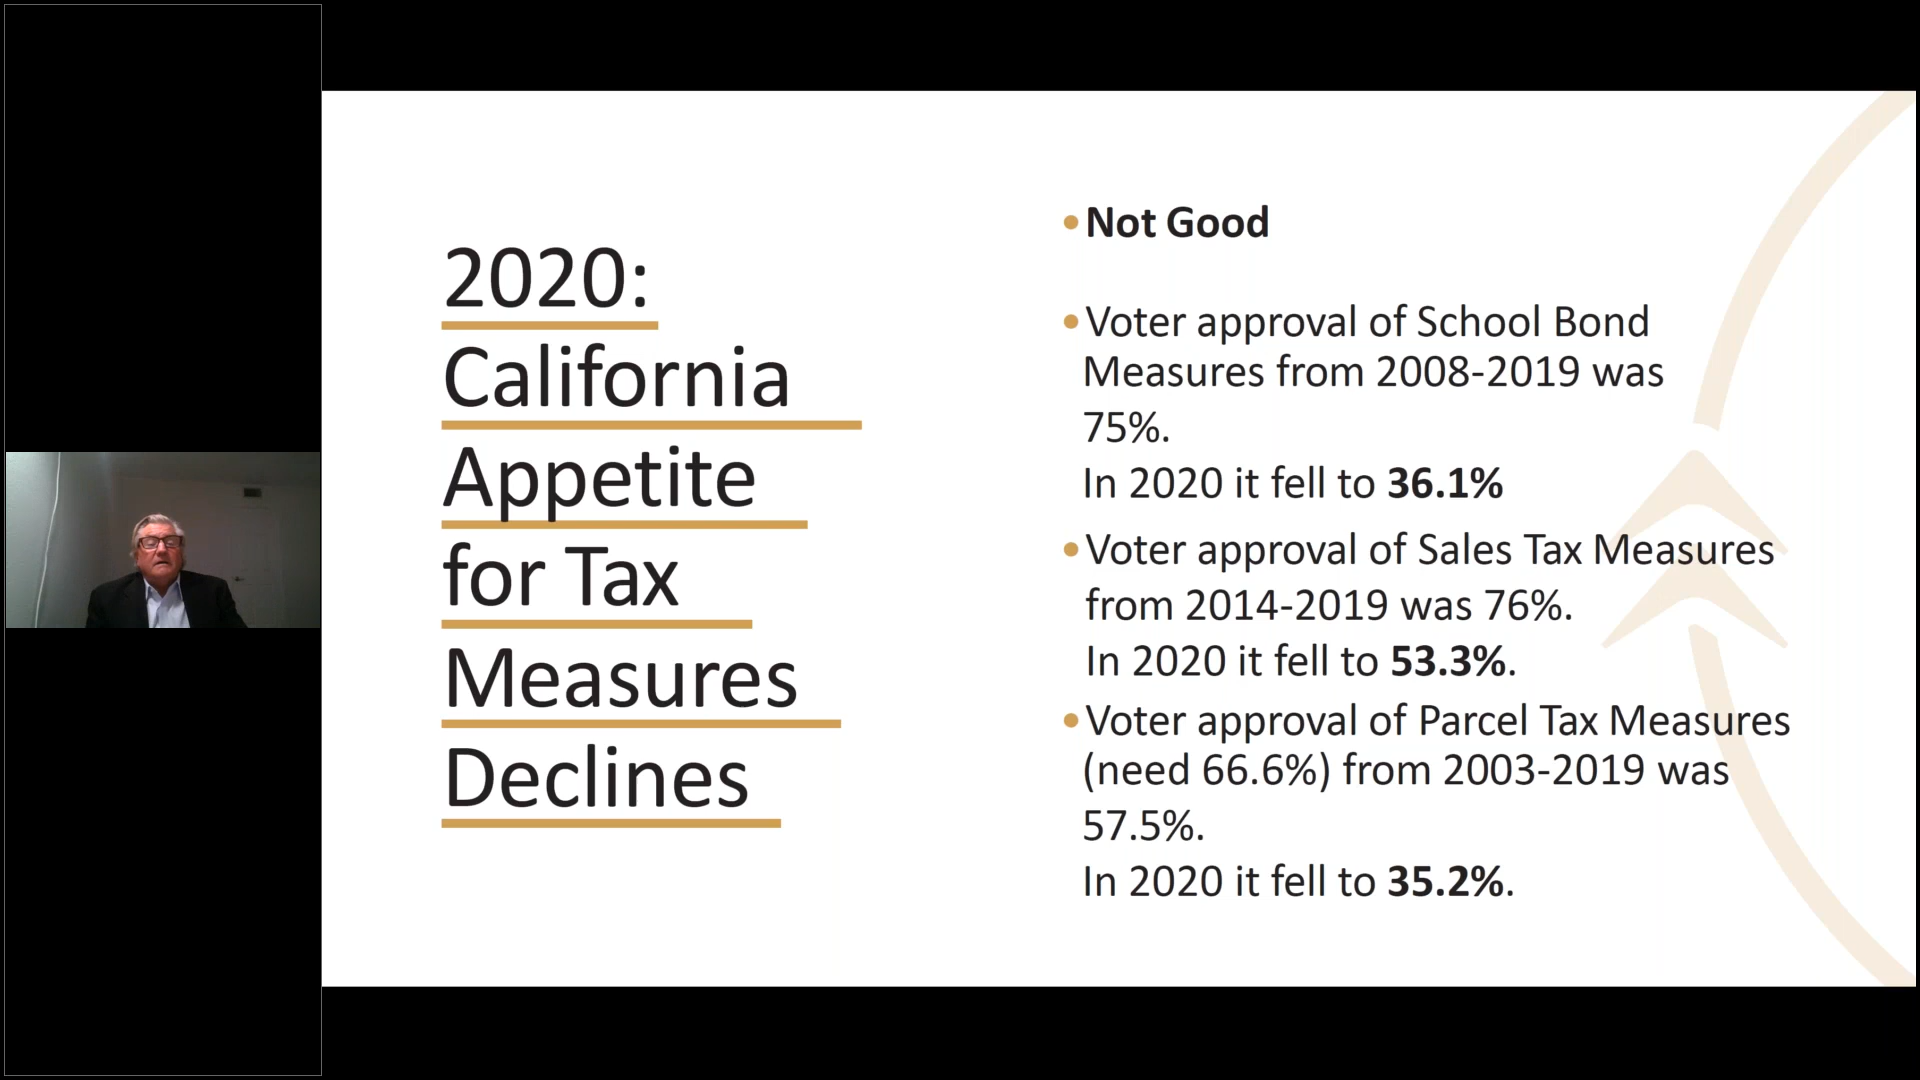 2020:
California
Appetite
for Tax
Measures
Declines
•Not Good
•Voter approval of School Bond
Measures from 2008-2019 was
75%.
In 2020 it fell to 36.1%
•Voter approval of Sales Tax Measures
from 2014-2019 was 76%.
In 2020 it fell to 53.3%.
•Voter approval of Parcel Tax Measures
(need 66.6%) from 2003-2019 was
57.5%.
In 2020 it fell to 35.2%.